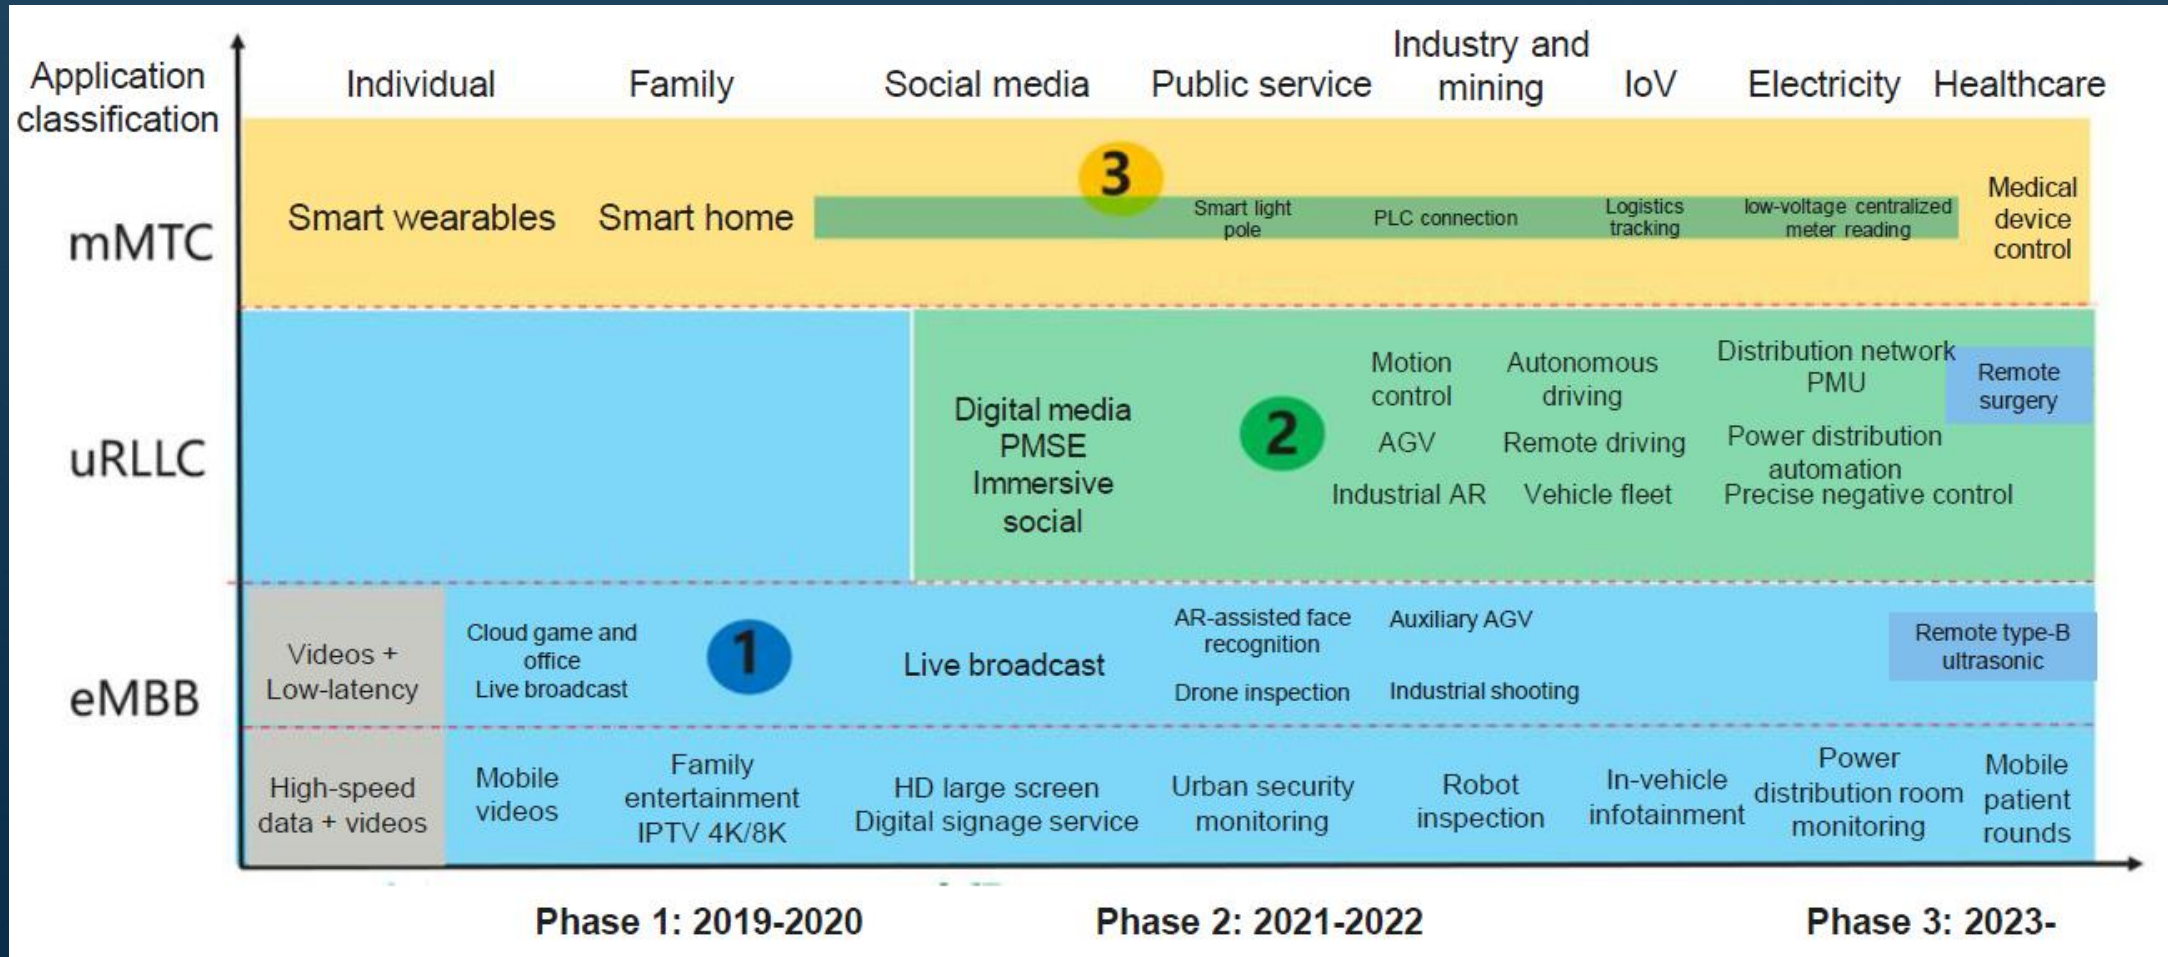 Application
classification
Individual
Family
Social media
Public service
Industry and
mining
IoV
Electricity
Healthcare
mMTC
Smart wearables
Smart home
3
Smart light
pole
PLC connection
Logistics
tracking
low-voltage centralized
meter reading
Medical
device
control
uRLLC
Digital media
PMSE
Immersive
social
2
Motion
control
AGV
Industrial AR
Autonomous
driving
Remote driving
Vehicle fleet
Distribution network
PMU
Power distribution
automation
Precise negative control
Remote
surgery
eMBB
Videos +
Low-latency
Cloud game and
office
Live broadcast
1
Live broadcast
AR-assisted face
recognition
Drone inspection
Auxiliary AGV
Industrial shooting
Remote type-B
ultrasonic
High-speed
data + videos
Mobile
videos
Family
entertainment
IPTV 4K/8K
HD large screen
Digital signage service
Urban security
monitoring
Robot
inspection
In-vehicle
infotainment
Power
distribution room
monitoring
Mobile
patient
rounds
Phase 1: 2019-2020
Phase 2: 2021-2022
Phase 3: 2023-